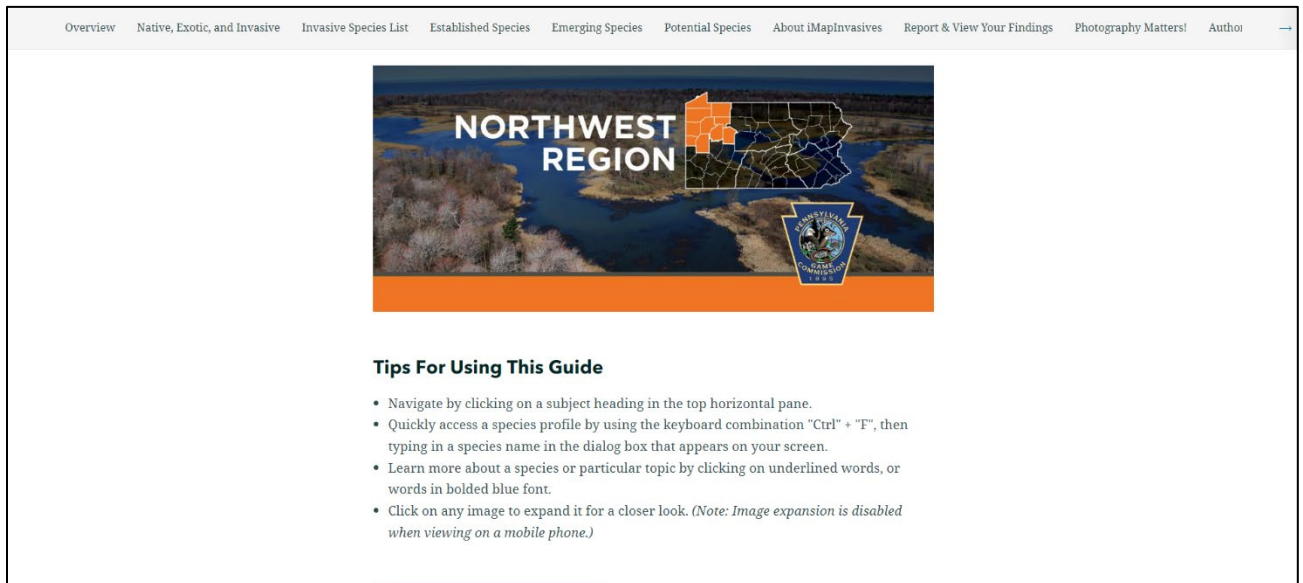 Overview Native, Exotic, and Invasive Invasive Species List Established Species Emerging Species Potential Species About iMapInvasives Report & View Your Findings Photography Matters! Author →
NORTHWEST
REGION
PENNSYLVANIA
GAME
COMMISSION
1895
Tips For Using This Guide
• Navigate by clicking on a subject heading in the top horizontal pane.
• Quickly access a species profile by using the keyboard combination "Ctrl" + "F", then
typing in a species name in the dialog box that appears on your screen.
• Learn more about a species or particular topic by clicking on underlined words, or
words in bolded blue font.
• Click on any image to expand it for a closer look. (Note: Image expansion is disabled
when viewing on a mobile phone.)